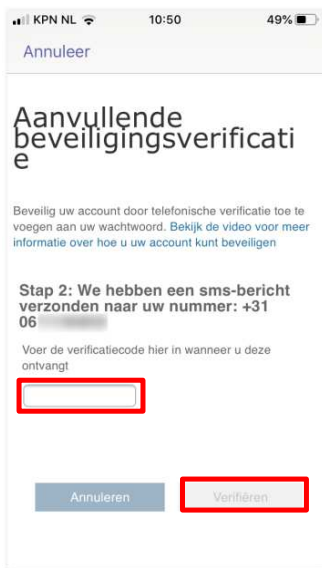 KPN NL 10:50 49%
Annuleer
Aanvullende
beveiligingsverificati
e
Beveilig uw account door telefonische verificatie toe te
voegen aan uw wachtwoord. Bekijk de video voor meer
informatie over hoe u uw account kunt beveiligen
Stap 2: We hebben een sms-bericht
verzonden naar uw nummer: +31
06
Voer de verificatiecode hier in wanneer u deze
ontvangt
Annuleren Verifiëren